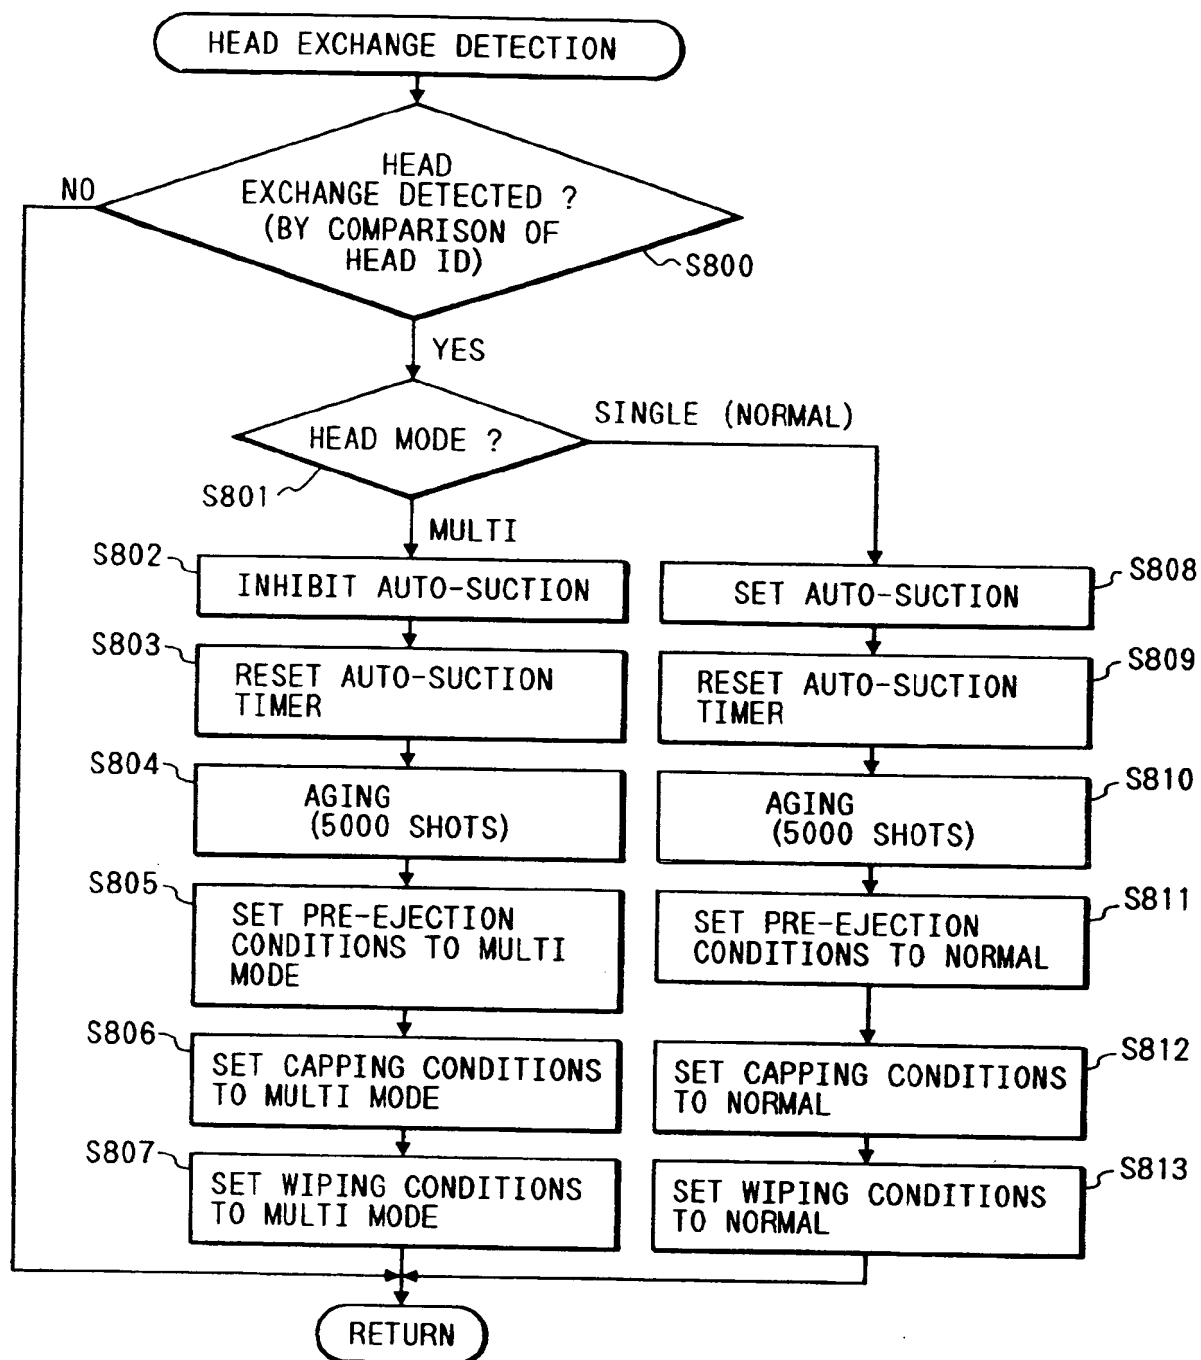 HEAD EXCHANGE DETECTION
HEAD
EXCHANGE DETECTED ?
(BY COMPARISON OF
HEAD ID)
NO
S800
YES
HEAD MODE ?
SINGLE (NORMAL)
S801
MULTI
S802
INHIBIT AUTO-SUCTION
S803
RESET AUTO-SUCTION
TIMER
S804
AGING
(5000 SHOTS)
S805
SET PRE-EJECTION
CONDITIONS TO MULTI
MODE
S806
SET CAPPING CONDITIONS
TO MULTI MODE
S807
SET WIPING CONDITIONS
TO MULTI MODE
SET AUTO-SUCTION
S808
RESET AUTO-SUCTION
TIMER
S809
AGING
(5000 SHOTS)
S810
SET PRE-EJECTION
CONDITIONS TO NORMAL
S811
SET CAPPING CONDITIONS
TO NORMAL
S812
SET WIPING CONDITIONS
TO NORMAL
S813
RETURN